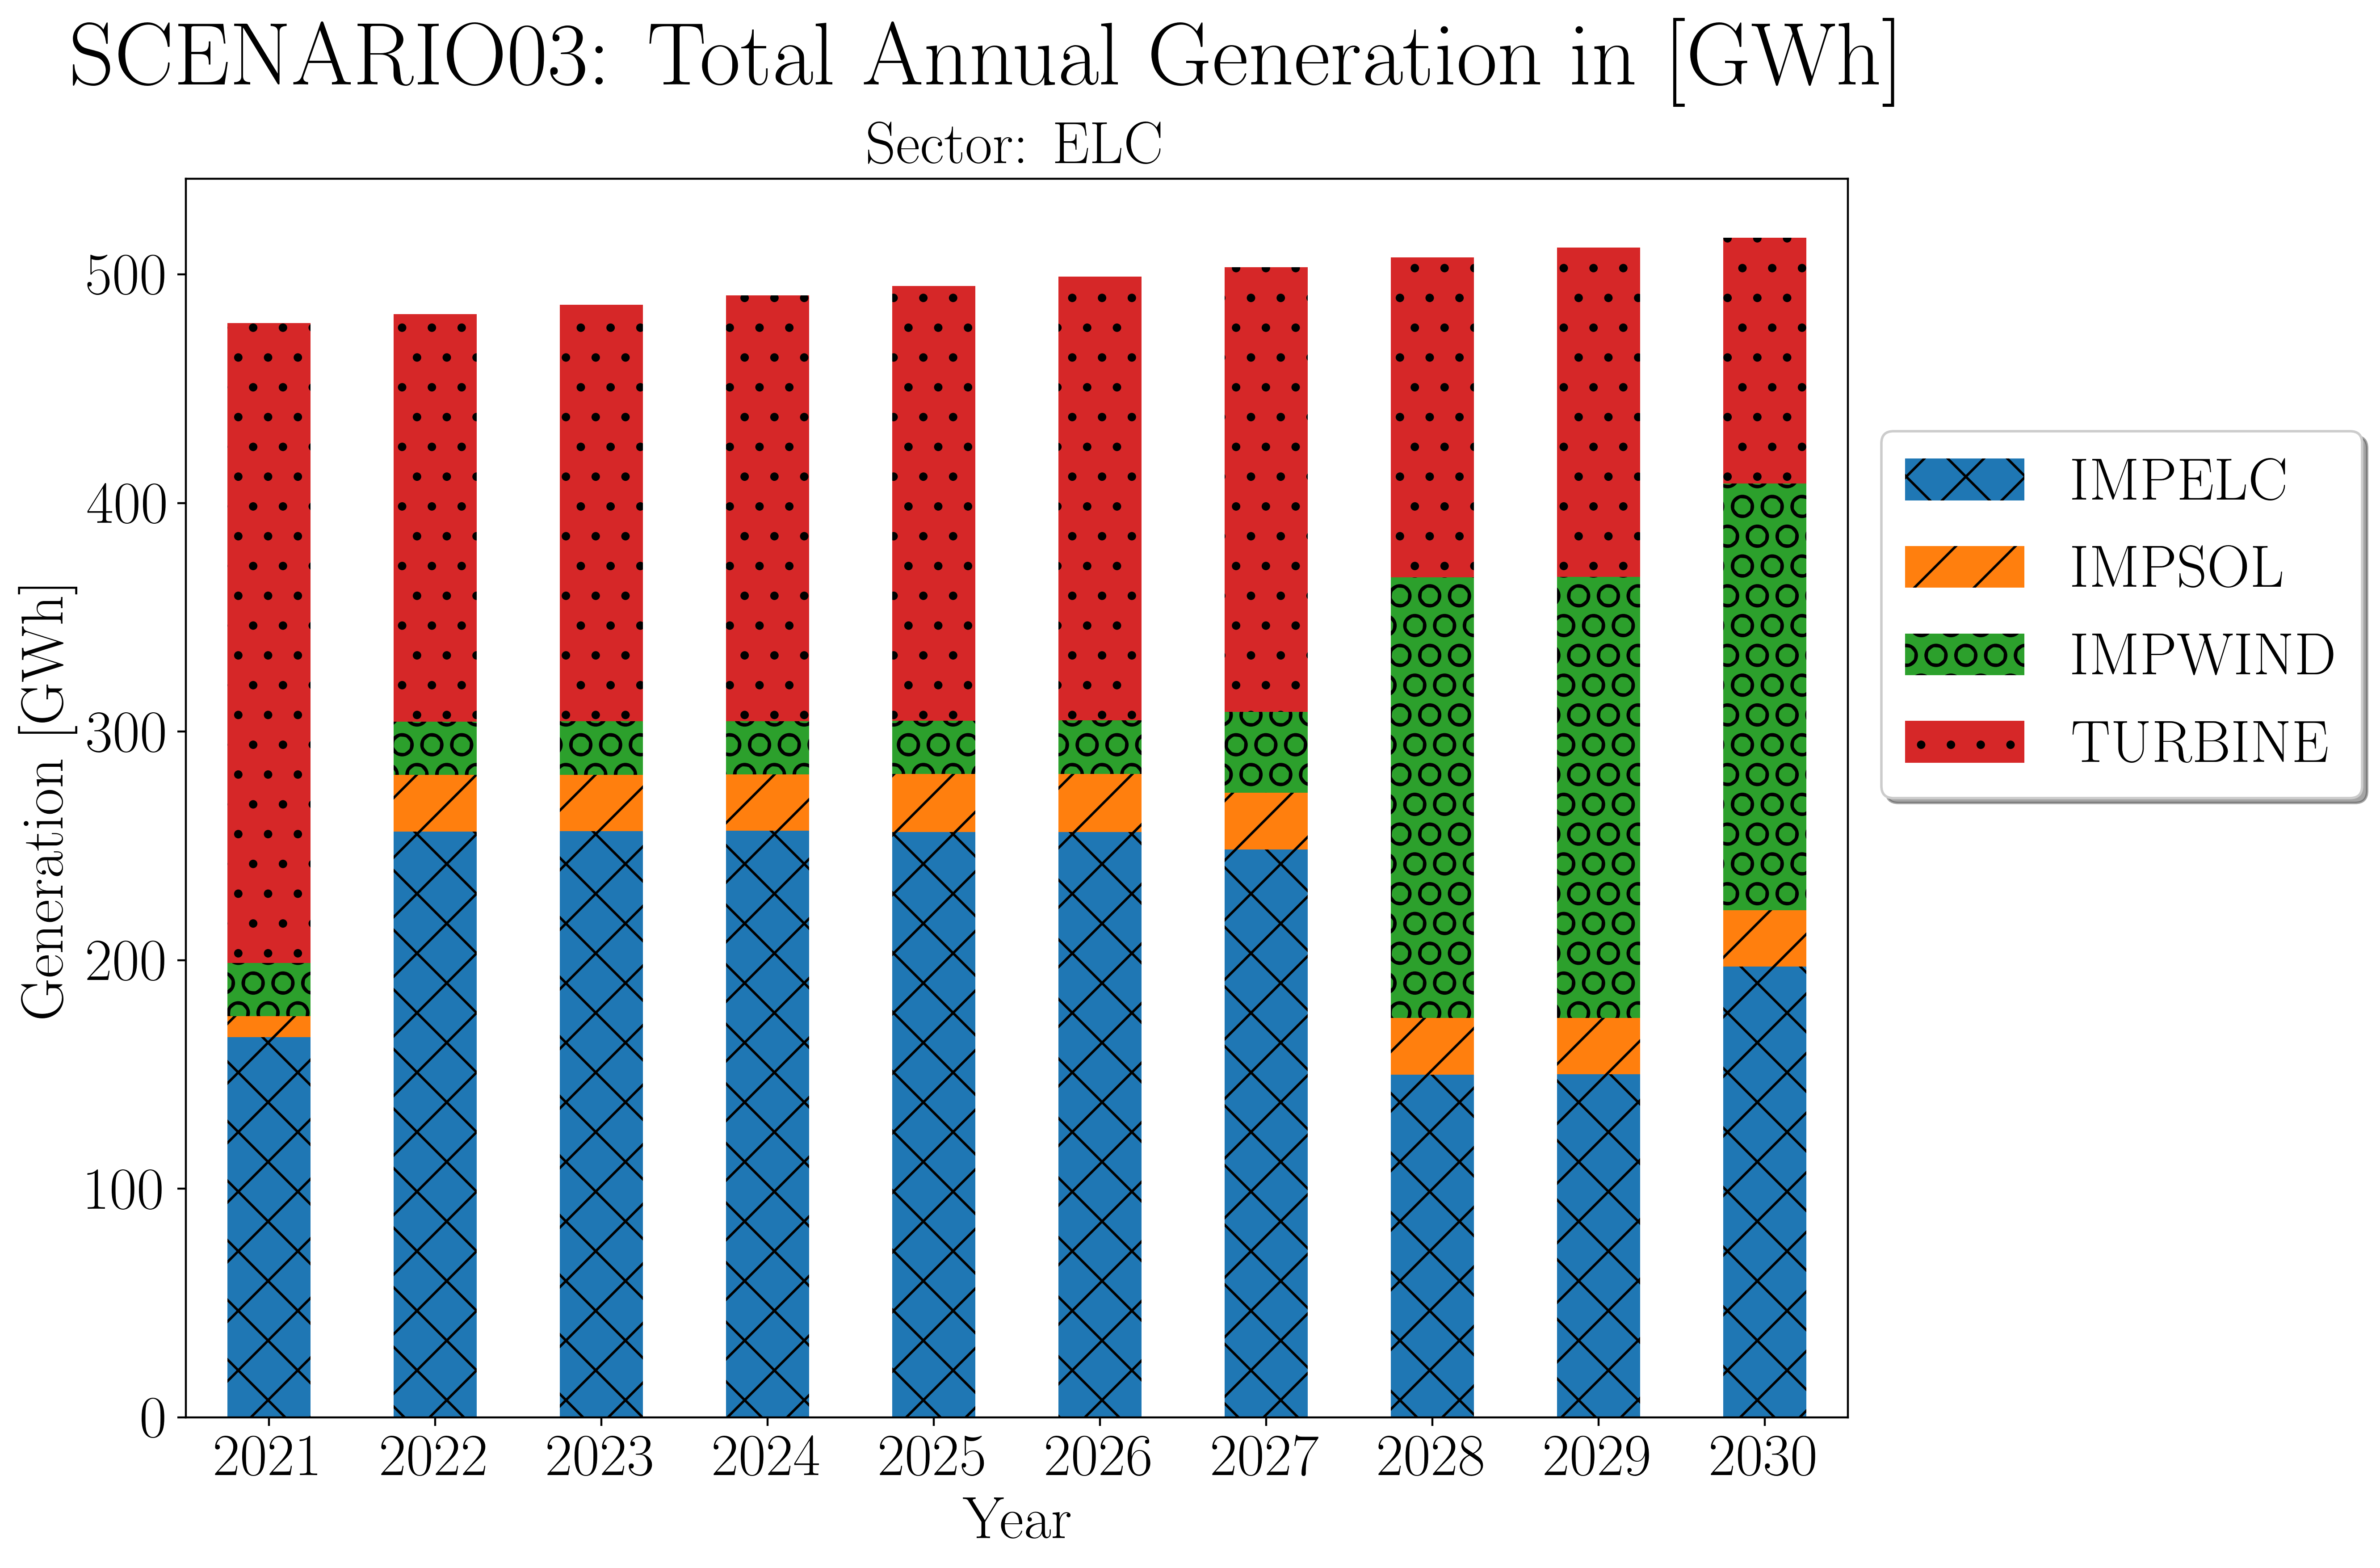 SCENARIO03: Total Annual Generation in [GWh]
Sector: ELC
Generation [GWh]
500
400
300
200
100
0
2021 2022 2023 2024 2025 2026 2027 2028 2029 2030
Year
IMPELC
IMPSOL
IMPWIND
TURBINE